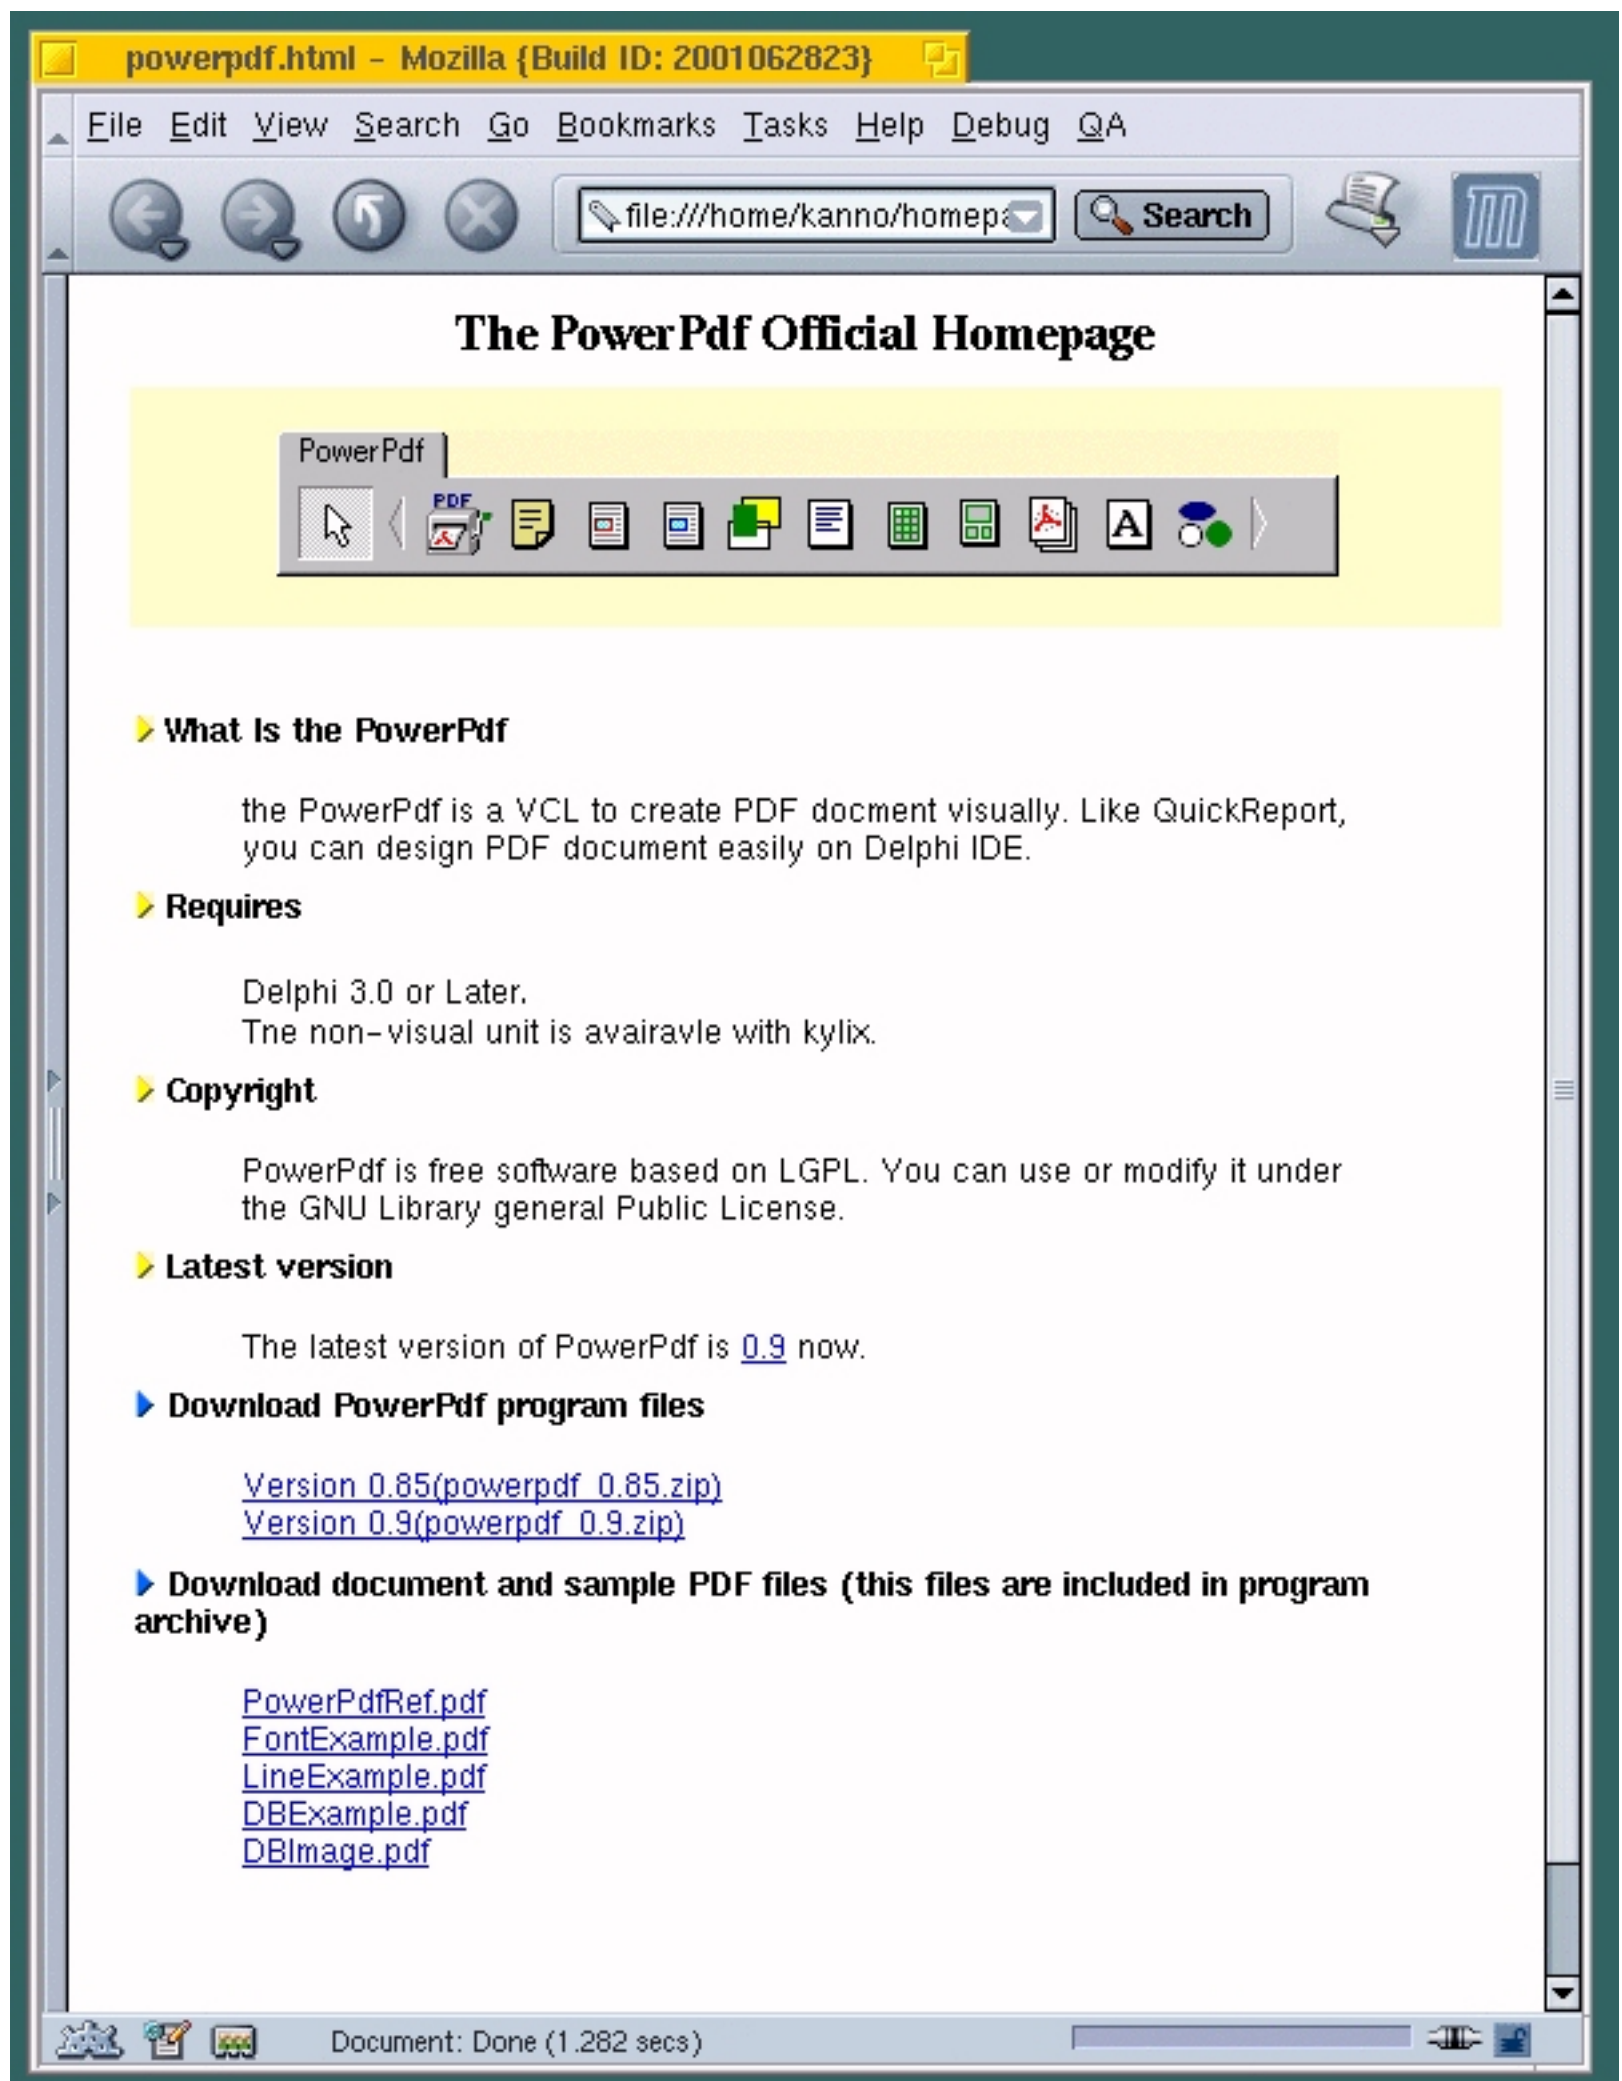 powerpdf.html – Mozilla {Build ID: 2001062823}
File Edit View Search Go Bookmarks Tasks Help Debug QA
file:///home/kanno/homepa Search
The PowerPdf Official Homepage
PowerPdf
PDF
A
What Is the PowerPdf
the PowerPdf is a VCL to create PDF docment visually. Like QuickReport,
you can design PDF document easily on Delphi IDE.
Requires
Delphi 3.0 or Later.
Tne non-visual unit is avairavle with kylix.
Copyright
PowerPdf is free software based on LGPL. You can use or modify it under
the GNU Library general Public License.
Latest version
The latest version of PowerPdf is 0.9 now.
Download PowerPdf program files
Version 0.85(powerpdf_0.85.zip)
Version 0.9(powerpdf_0.9.zip)
Download document and sample PDF files (this files are included in program
archive)
PowerPdfRef.pdf
FontExample.pdf
LineExample.pdf
DBExample.pdf
DBImage.pdf
Document: Done (1.282 secs)